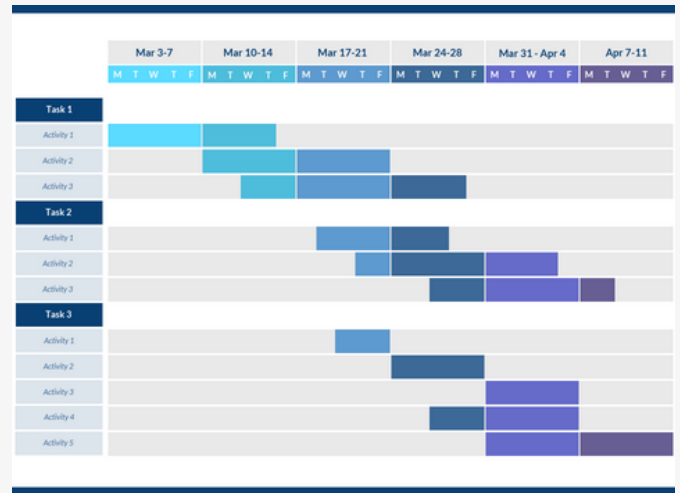 Mar 3-7 Mar 10-14 Mar 17-21 Mar 24-28 Mar 31 - Apr 4 Apr 7-11
M T W T F M T W T F M T W T F M T W T F M T W T F M T W T F
Task 1
Activity 1
Activity 2
Activity 3
Task 2
Activity 1
Activity 2
Activity 3
Task 3
Activity 1
Activity 2
Activity 3
Activity 4
Activity 5